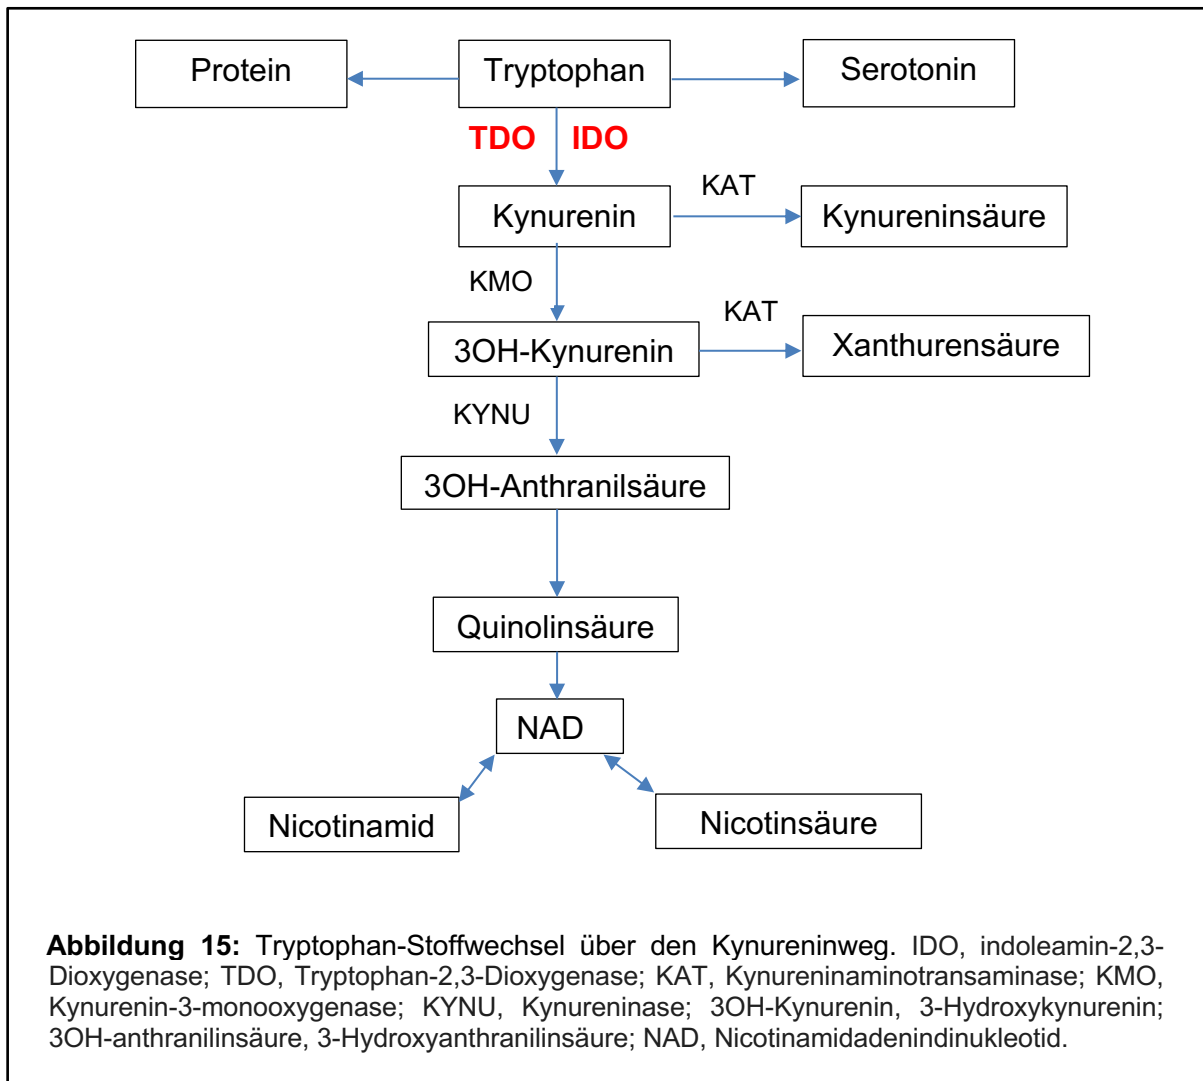 Protein
Tryptophan
Serotonin
TDO
IDO
KAT
Kynurenin
Kynureninsäure
KMO
KAT
3OH-Kynurenin
Xanthurensäure
KYNU
3OH-Anthranilsäure
Quinolinsäure
NAD
Nicotinamid
Nicotinsäure
Abbildung 15: Tryptophan-Stoffwechsel über den Kynureninweg. IDO, indoleamin-2,3-
Dioxygenase; TDO, Tryptophan-2,3-Dioxygenase; KAT, Kynureninaminotransaminase; KMO,
Kynurenin-3-monooxygenase; KYNU, Kynureninase; 3OH-Kynurenin, 3-Hydroxykynurenin;
3OH-anthranilinsäure, 3-Hydroxyanthranilinsäure; NAD, Nicotinamidadenindinukleotid.